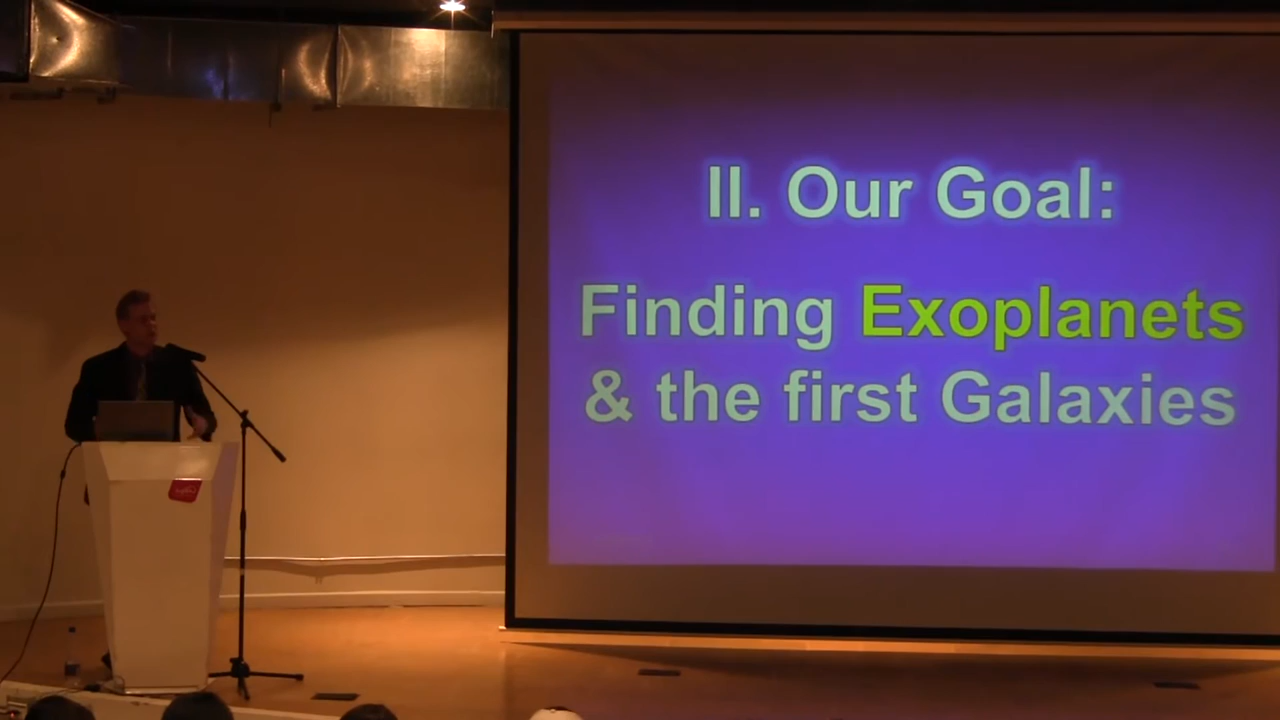 II. Our Goal:
Finding Exoplanets
& the first Galaxies